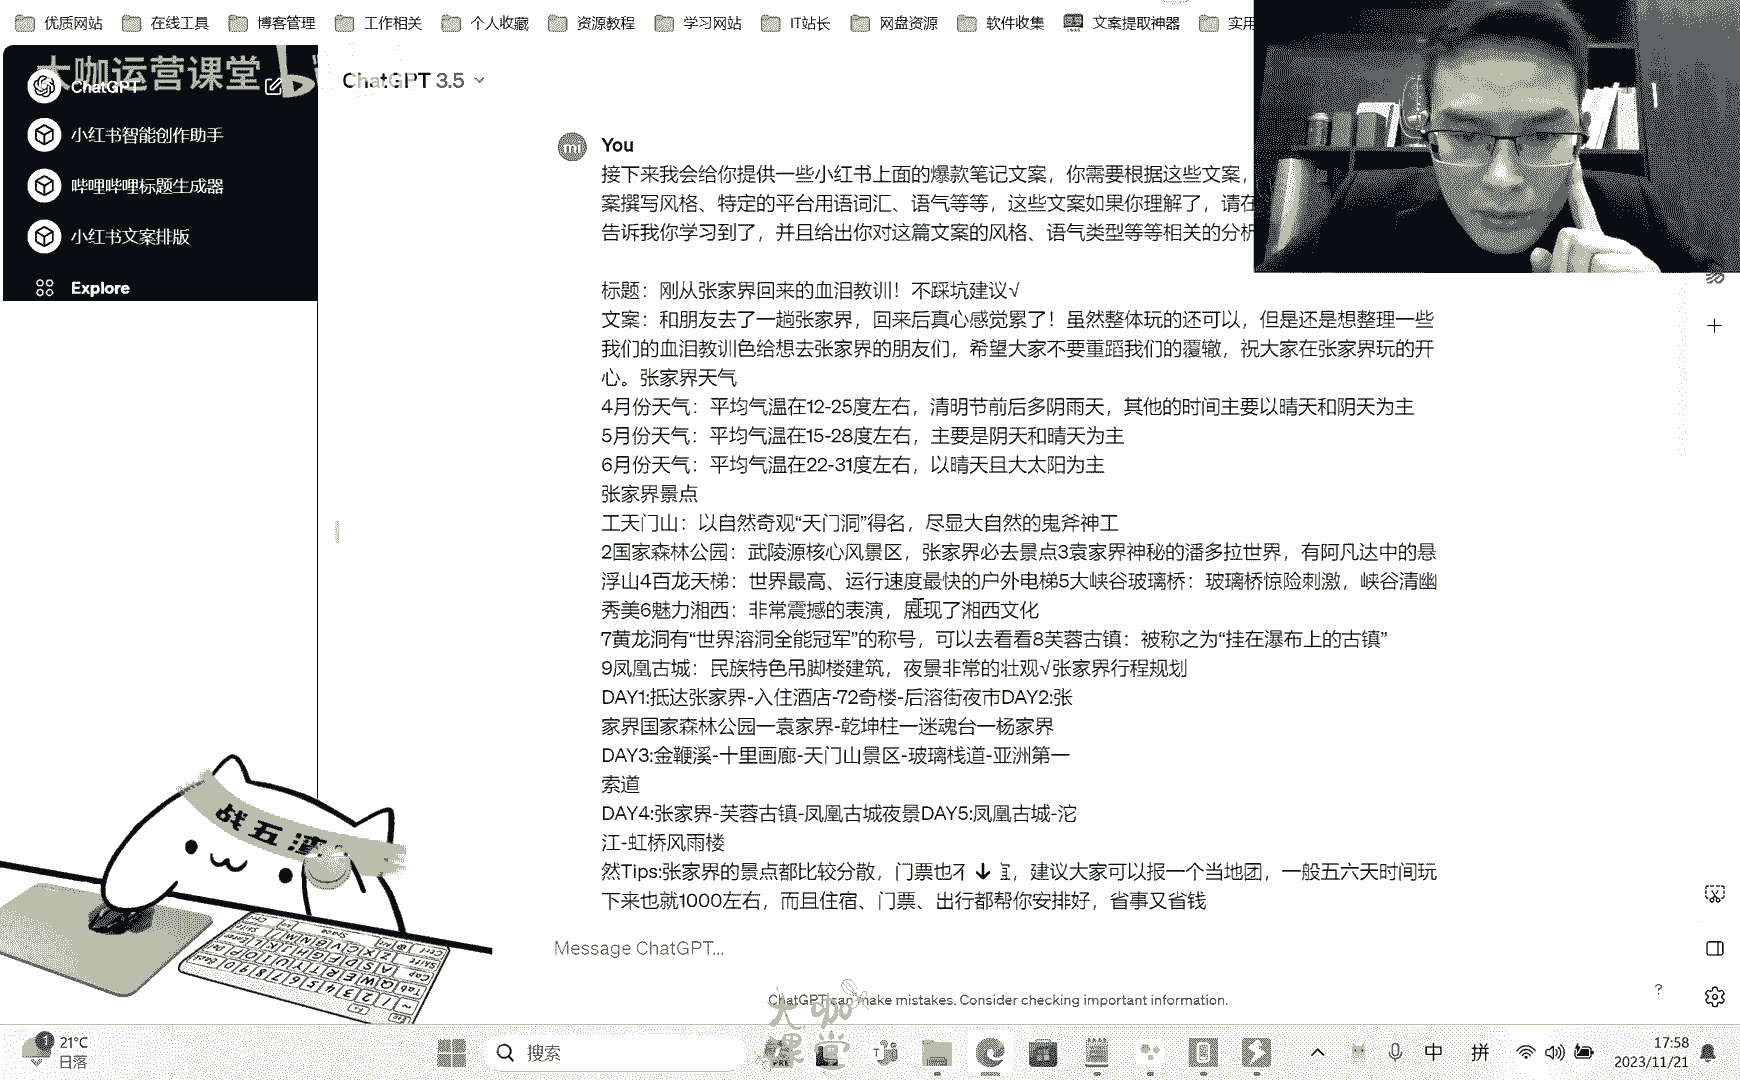 优质网站
在线工具
博客管理
工作相关
个人收藏
资源教程
学习网站
IT站长
网盘资源
软件收集
文案提取神器
实用
大咖运营课堂
ChatGPT
小红书智能创作助手
哔哩哔哩标题生成器
小红书文案排版
Explore
ChatGPT 3.5
mi
You
接下来我会给你提供一些小红书上面的爆款笔记文案，你需要根据这些文案，
案撰写风格、特定的平台用语词汇、语气等等，这些文案如果你理解了，请在
告诉我你学习到了，并且给出你对这篇文案的风格、语气类型等等相关的分析
标题：刚从张家界回来的血泪教训！不踩坑建议√
文案：和朋友去了一趟张家界，回来后真心感觉累了！虽然整体玩的还可以，但是还是想整理一些
我们的血泪教训色给想去张家界的朋友们，希望大家不要重蹈我们的覆辙，祝大家在张家界玩的开
心。张家界天气
4月份天气：平均气温在12-25度左右，清明节前后多阴雨天，其他的时间主要以晴天和阴天为主
5月份天气：平均气温在15-28度左右，主要是阴天和晴天为主
6月份天气：平均气温在22-31度左右，以晴天且大太阳为主
张家界景点
工天门山：以自然奇观“天门洞”得名，尽显大自然的鬼斧神工
2国家森林公园：武陵源核心风景区，张家界必去景点3袁家界神秘的潘多拉世界，有阿凡达中的悬
浮山4百龙天梯：世界最高、运行速度最快的户外电梯5大峡谷玻璃桥：玻璃桥惊险刺激，峡谷清幽
秀美6魅力湘西：非常震撼的表演，展现了湘西文化
7黄龙洞有“世界溶洞全能冠军”的称号，可以去看看8芙蓉古镇：被称之为“挂在瀑布上的古镇”
9凤凰古城：民族特色吊脚楼建筑，夜景非常的壮观√张家界行程规划
DAY1:抵达张家界-入住酒店-72奇楼-后溶街夜市DAY2:张
家界国家森林公园一袁家界-乾坤柱一迷魂台一杨家界
DAY3:金鞭溪-十里画廊-天门山景区-玻璃栈道-亚洲第一
索道
DAY4:张家界-芙蓉古镇-凤凰古城夜景DAY5:凤凰古城-沱
江-虹桥风雨楼
然Tips:张家界的景点都比较分散，门票也不，建议大家可以报一个当地团，一般五六天时间玩
下来也就1000左右，而且住宿、门票、出行都帮你安排好，省事又省钱
战五渣
Message ChatGPT...
ChatGPT can make mistakes. Consider checking important information.
大咖课堂
?
1
21°C
日落
搜索
中
拼
17:58
2023/11/21